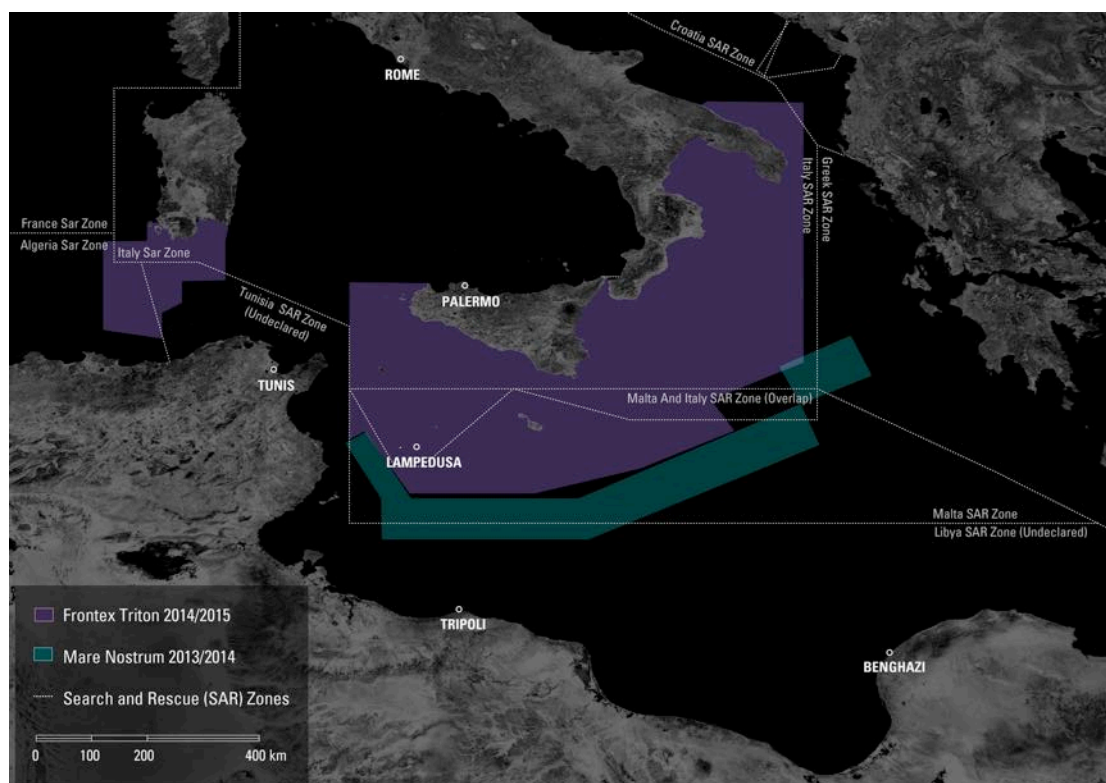 Croatia SAR Zone
ROME
Greek SAR Zone
Italy SAR Zone
France Sar Zone
Algeria Sar Zone
Italy Sar Zone
Tunisia SAR Zone
(Undeclared)
PALERMO
TUNIS
Malta And Italy SAR Zone (Overlap)
LAMPEDUSA
Malta SAR Zone
Libya SAR Zone (Undeclared)
Frontex Triton 2014/2015
TRIPOLI
Mare Nostrum 2013/2014
BENGHAZI
Search and Rescue (SAR) Zones
0 100 200 400 km